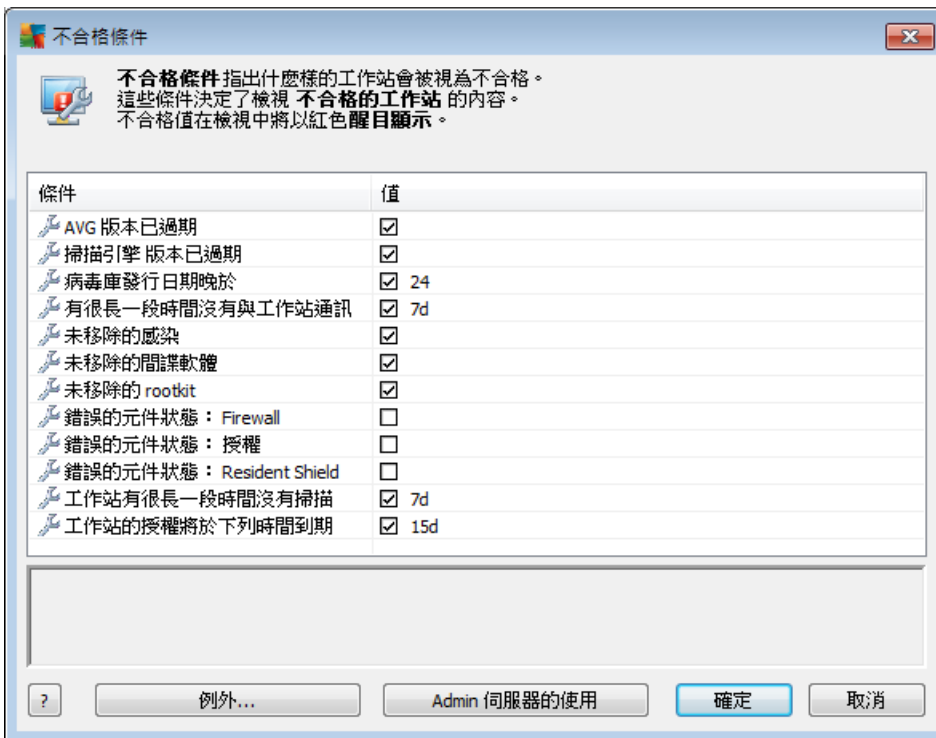 不合格條件
不合格條件 指出什麼樣的工作站會被視為不合格。
這些條件決定了檢視 不合格的工作站 的內容。
不合格值在檢視中將以紅色醒目顯示。
條件 值
AVG 版本已過期
掃描引擎 版本已過期
病毒庫發行日期晚於 24
有很長一段時間沒有與工作站通訊 7d
未移除的感染
未移除的間諜軟體
未移除的 rootkit
錯誤的元件狀態： Firewall
錯誤的元件狀態： 授權
錯誤的元件狀態： Resident Shield
工作站有很長一段時間沒有掃描 7d
工作站的授權將於下列時間到期 15d
? 例外... Admin 伺服器的使用 確定 取消